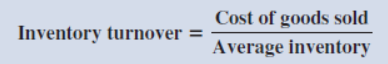 Inventory turnover = Cost of goods sold
Average inventory